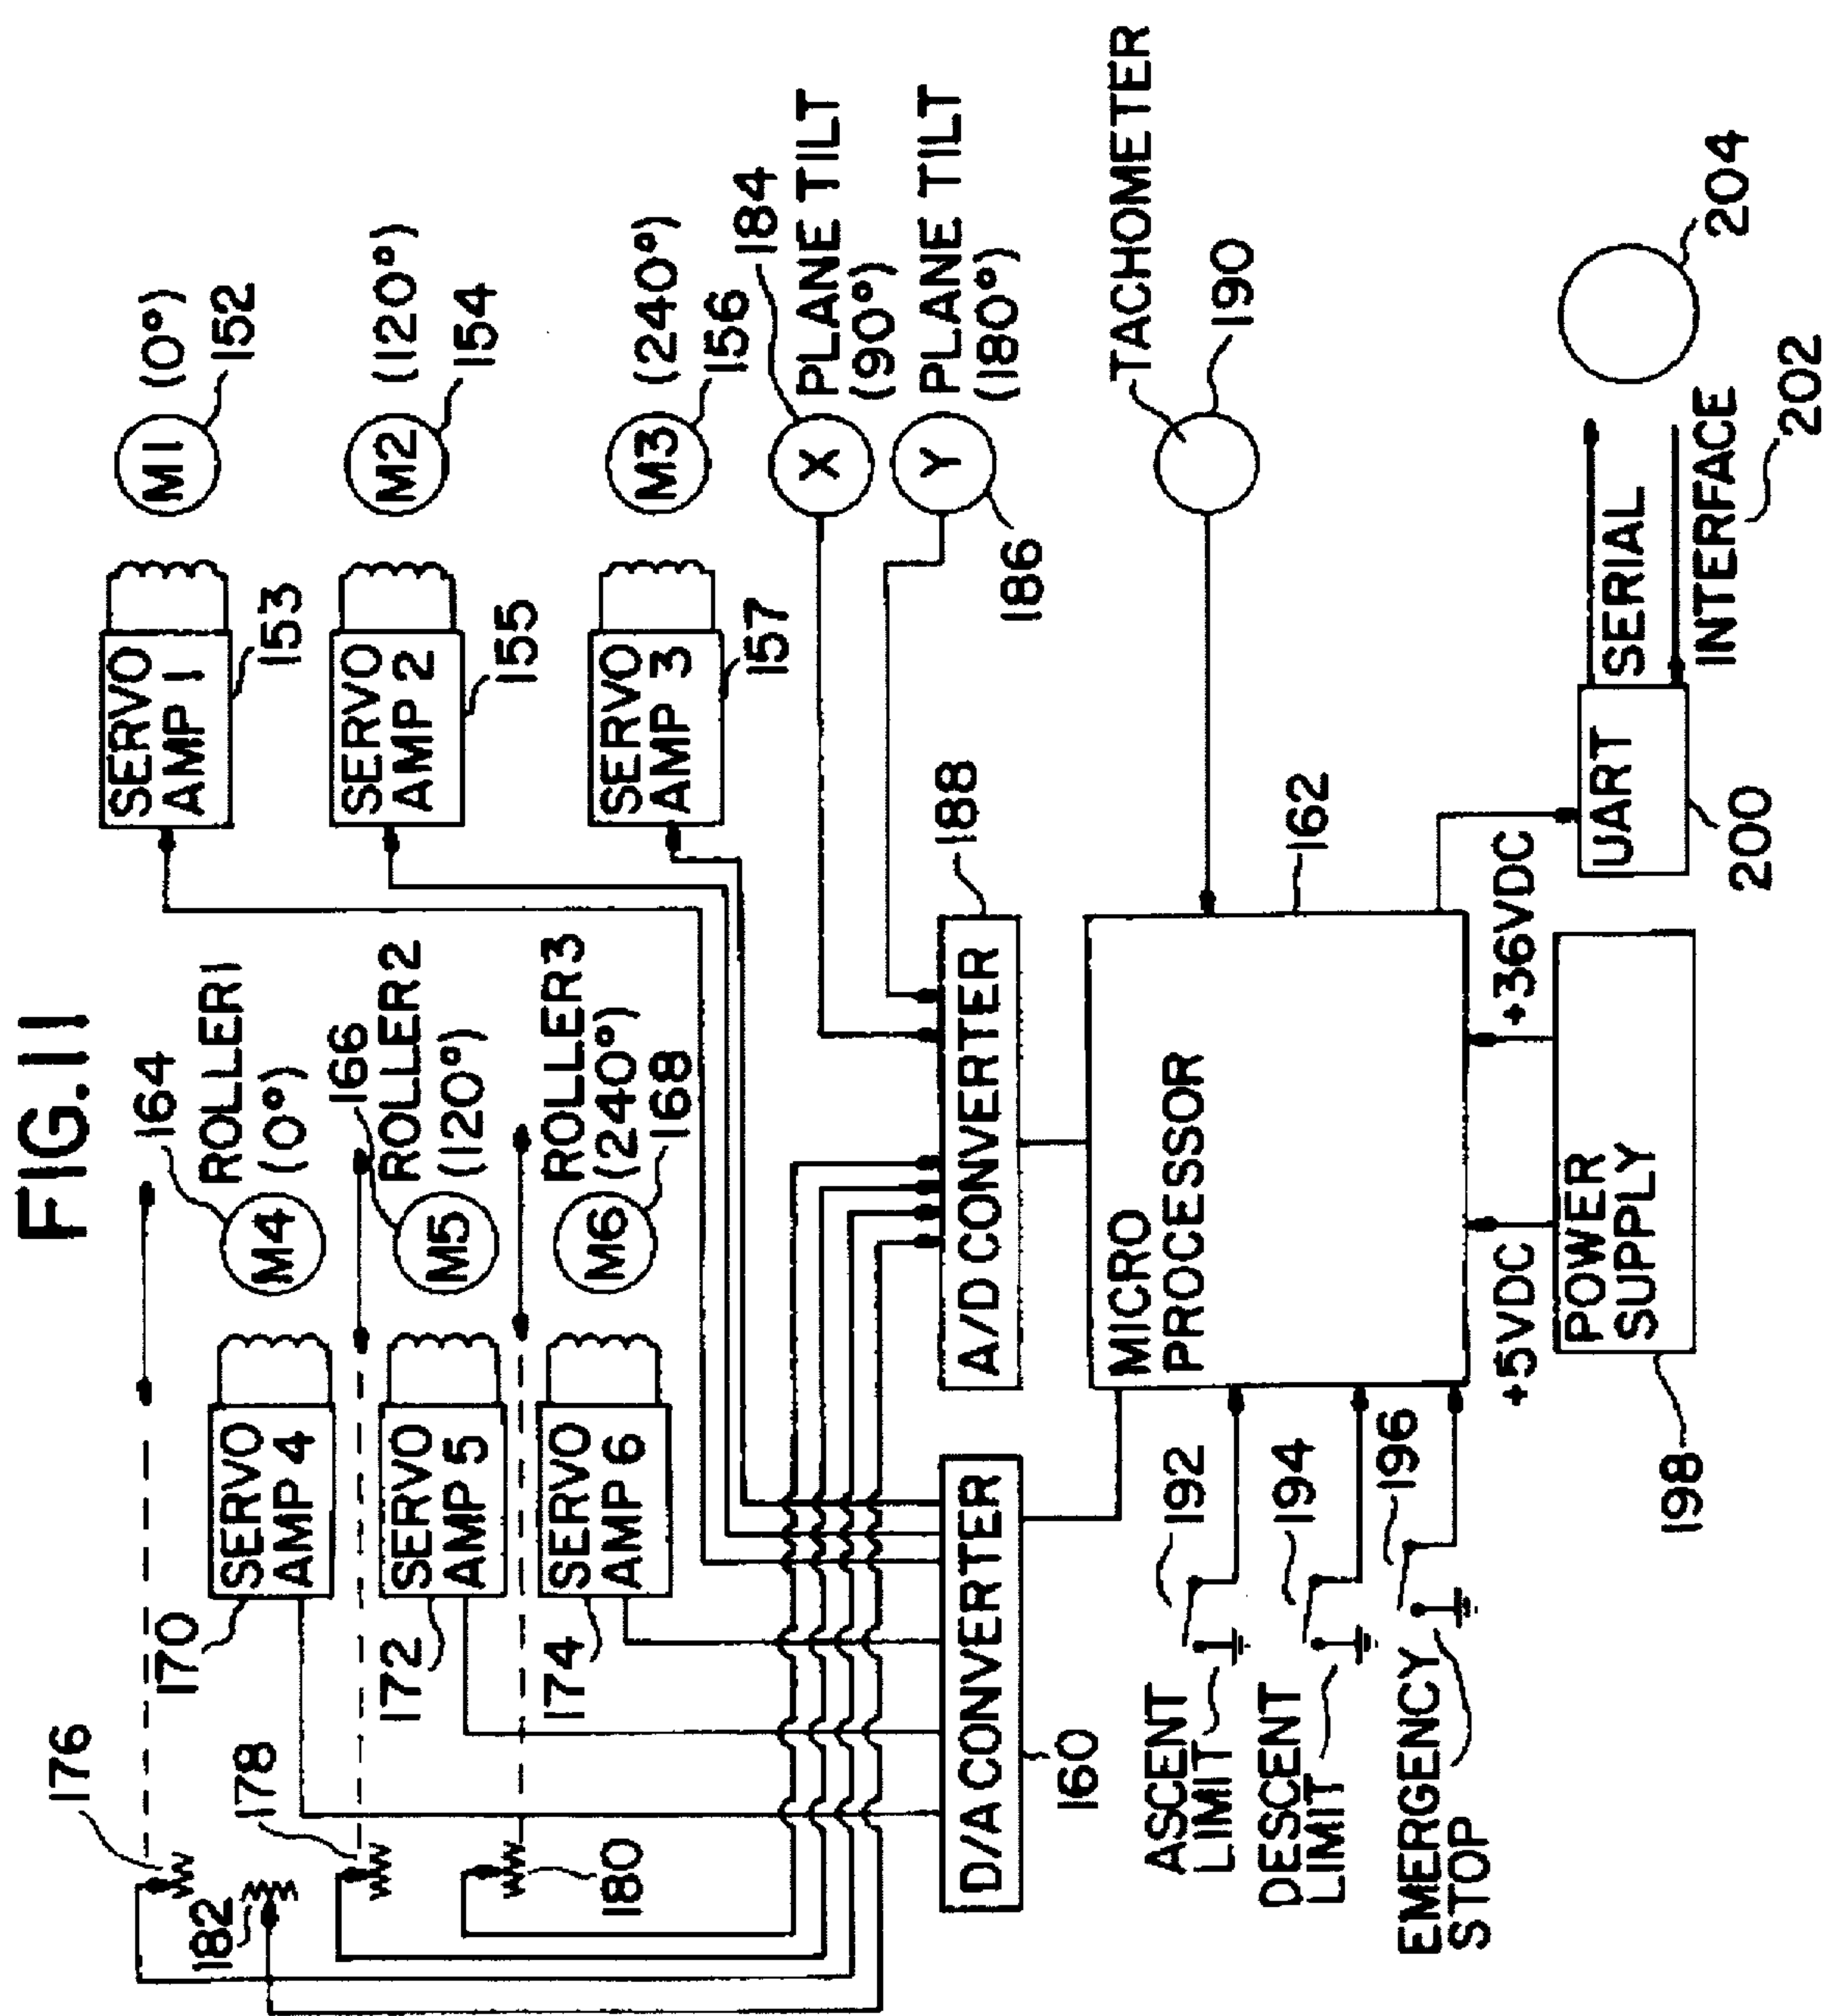 FIG.11
176
170
164
ROLLER1
(0°)
M4
SERVO
AMP 4
182
178
172
166
ROLLER2
(120°)
M5
SERVO
AMP 5
180
174
ROLLER3
(240°)
168
M6
SERVO
AMP 6
SERVO
AMP 1
153
M1
(0°)
152
SERVO
AMP 2
155
M2
(120°)
154
SERVO
AMP 3
157
M3
(240°)
156
184
X
PLANE TILT
(90°)
Y
PLANE TILT
(180°)
186
D/A CONVERTER
160
A/D CONVERTER
188
TACHOMETER
190
MICRO
PROCESSOR
162
ASCENT
LIMIT
192
DESCENT
LIMIT
194
EMERGENCY
STOP
196
+5VDC
+36VDC
POWER
SUPPLY
198
UART
200
SERIAL
INTERFACE
202
204